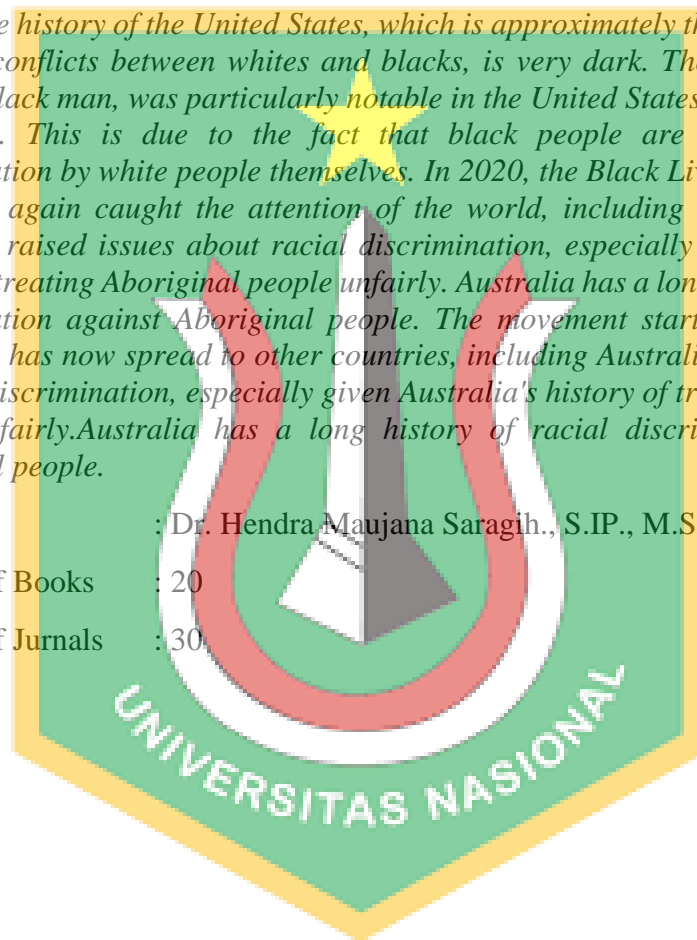 e history of the United States, which is approximately th
conflicts between whites and blacks, is very dark. The
lack man, was particularly notable in the United States
. This is due to the fact that black people are
tion by white people themselves. In 2020, the Black Liv
again caught the attention of the world, including
raised issues about racial discrimination, especially
treating Aboriginal people unfairly. Australia has a lon
tion against Aboriginal people. The movement start
has now spread to other countries, including Australi
iscrimination, especially given Australia's history of tr
fairly.Australia has a long history of racial discri
l people.
: Dr. Hendra Maujana Saragih., S.IP., M.S
f Books : 20
f Jurnals : 30
UNIVERSITAS NASIONAL